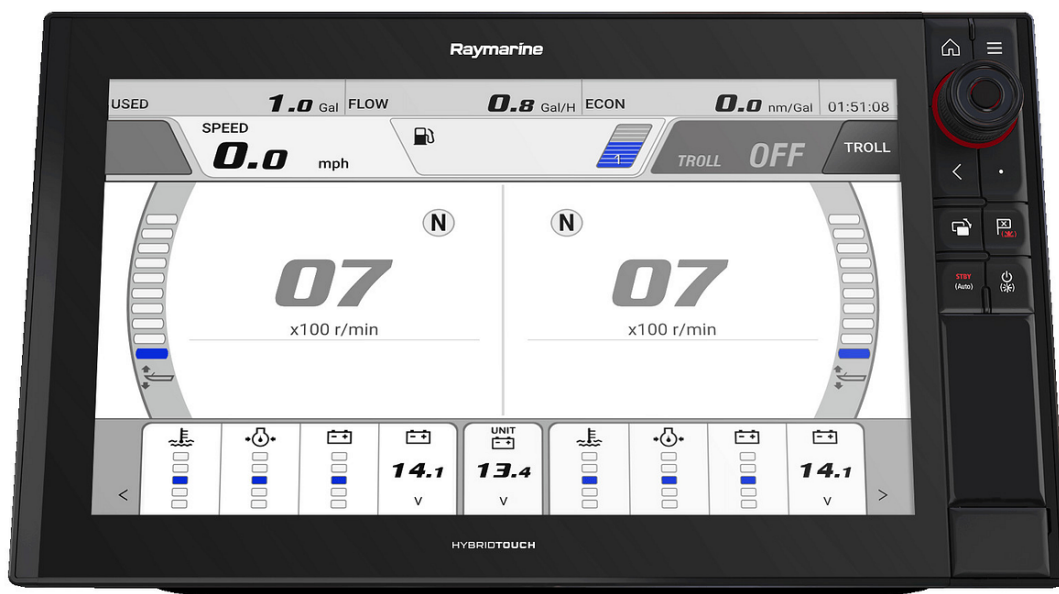 Raymarine
USED 1.0 Gal FLOW 0.8 Gal/H ECON 0.0 nm/Gal 01:51:08
SPEED
0.0 mph
1
TROLL OFF
TROLL
N
N
07
07
x100 r/min
x100 r/min
UNIT
14.1
13.4
14.1
V
V
V
<
>
HYBRIDTOUCH
STBY
(Auto)